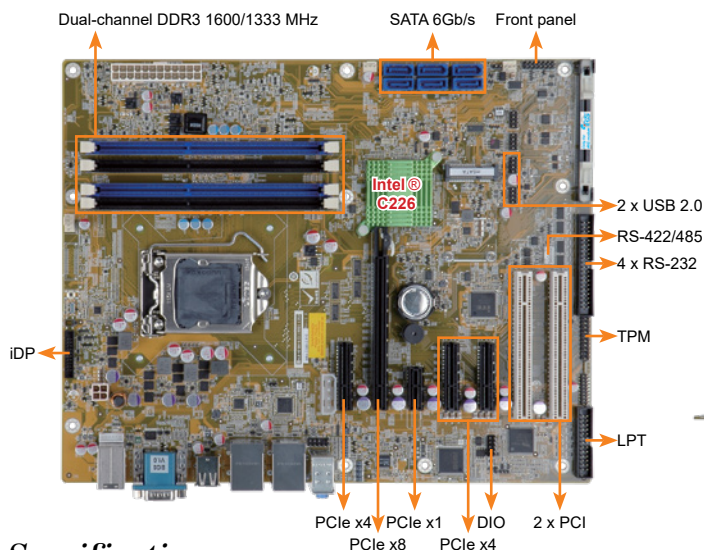 Dual-channel DDR3 1600/1333 MHz
SATA 6Gb/s
Front panel
Intel ®
C226
2 x USB 2.0
RS-422/485
4 x RS-232
TPM
iDP
LPT
PCIe x4
PCIe x1
DIO
2 x PCI
PCIe x8
PCIe x4